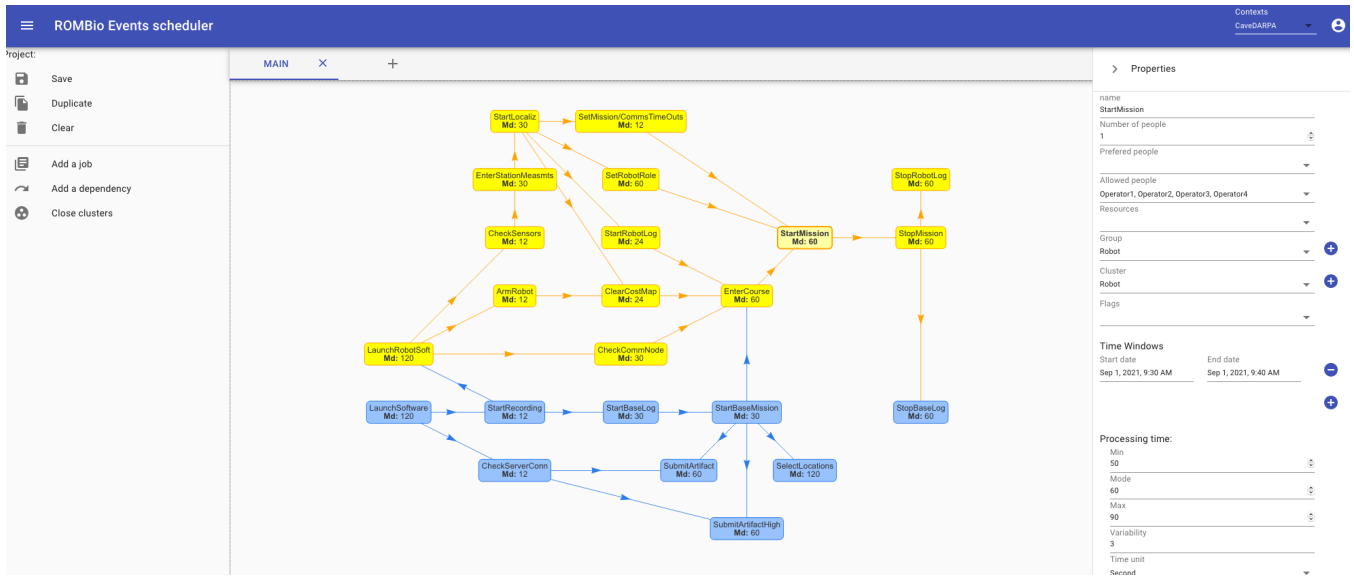 ROMBio Events scheduler
Contexts
CaveDARPA
Project:
Save
Duplicate
Clear
Add a job
Add a dependency
Close clusters
MAIN
StartLocaliz
Md: 30
SetMission/CommsTimeOuts
Md: 12
EnterStationMeasmts
Md: 30
SetRobotRole
Md: 60
StopRobotLog
Md: 60
CheckSensors
Md: 12
StartRobotLog
Md: 24
StartMission
Md: 60
StopMission
Md: 60
ArmRobot
Md: 12
ClearCostMap
Md: 24
EnterCourse
Md: 60
LaunchRobotSoft
Md: 120
CheckCommNode
Md: 30
LaunchSoftware
Md: 120
StartRecording
Md: 12
StartBaseLog
Md: 30
StartBaseMission
Md: 30
StopBaseLog
Md: 60
CheckServerConn
Md: 12
SubmitArtifact
Md: 60
SelectLocations
Md: 120
SubmitArtifactHigh
Md: 60
Properties
name
StartMission
Number of people
1
Prefered people
Allowed people
Operator1, Operator2, Operator3, Operator4
Resources
Group
Robot
Cluster
Robot
Flags
Time Windows
Start date End date
Sep 1, 2021, 9:30 AM Sep 1, 2021, 9:40 AM
Processing time:
Min
50
Mode
60
Max
90
Variability
3
Time unit
Second